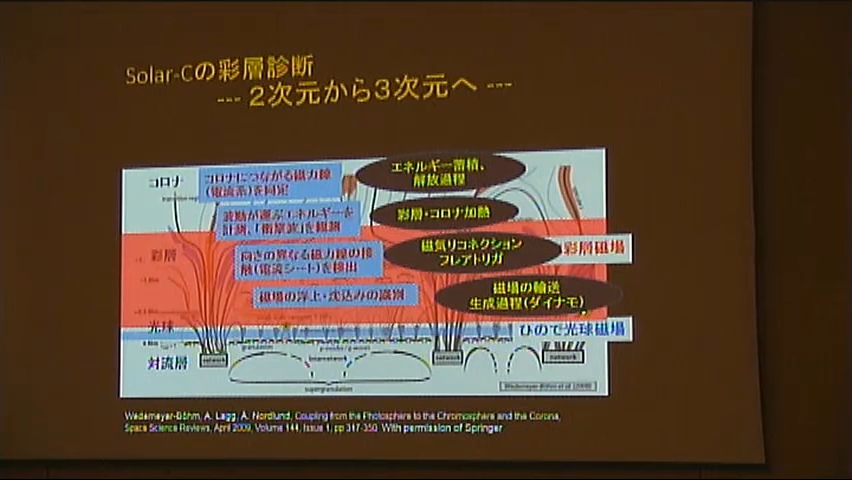 Solar-Cの彩層診断
--- 2次元から3次元へ ---
コロナ
コロナにつながる磁力線
(電流系)を同定
エネルギー蓄積、
解放過程
波動が運ぶエネルギーを
計測、「衝撃波」を観測
彩層・コロナ加熱
彩層
向きの異なる磁力線の接
触(電流シート)を検出
磁気リコネクション
フレアトリガ
彩層磁場
磁場の浮上・沈込みの識別
磁場の輸送
生成過程(ダイナモ)
光球
ひので光球磁場
対流層
network
internetwork
network
network
supergranulation
Wedemeyer-Böhm et al. (2008)
Wedemeyer-Böhm, A. Lagg, A. Nordlund, Coupling from the Photosphere to the Chromosphere and the Corona,
Space Science Reviews, April 2009, Volume 144, Issue 1, pp 317-350. With permission of Springer